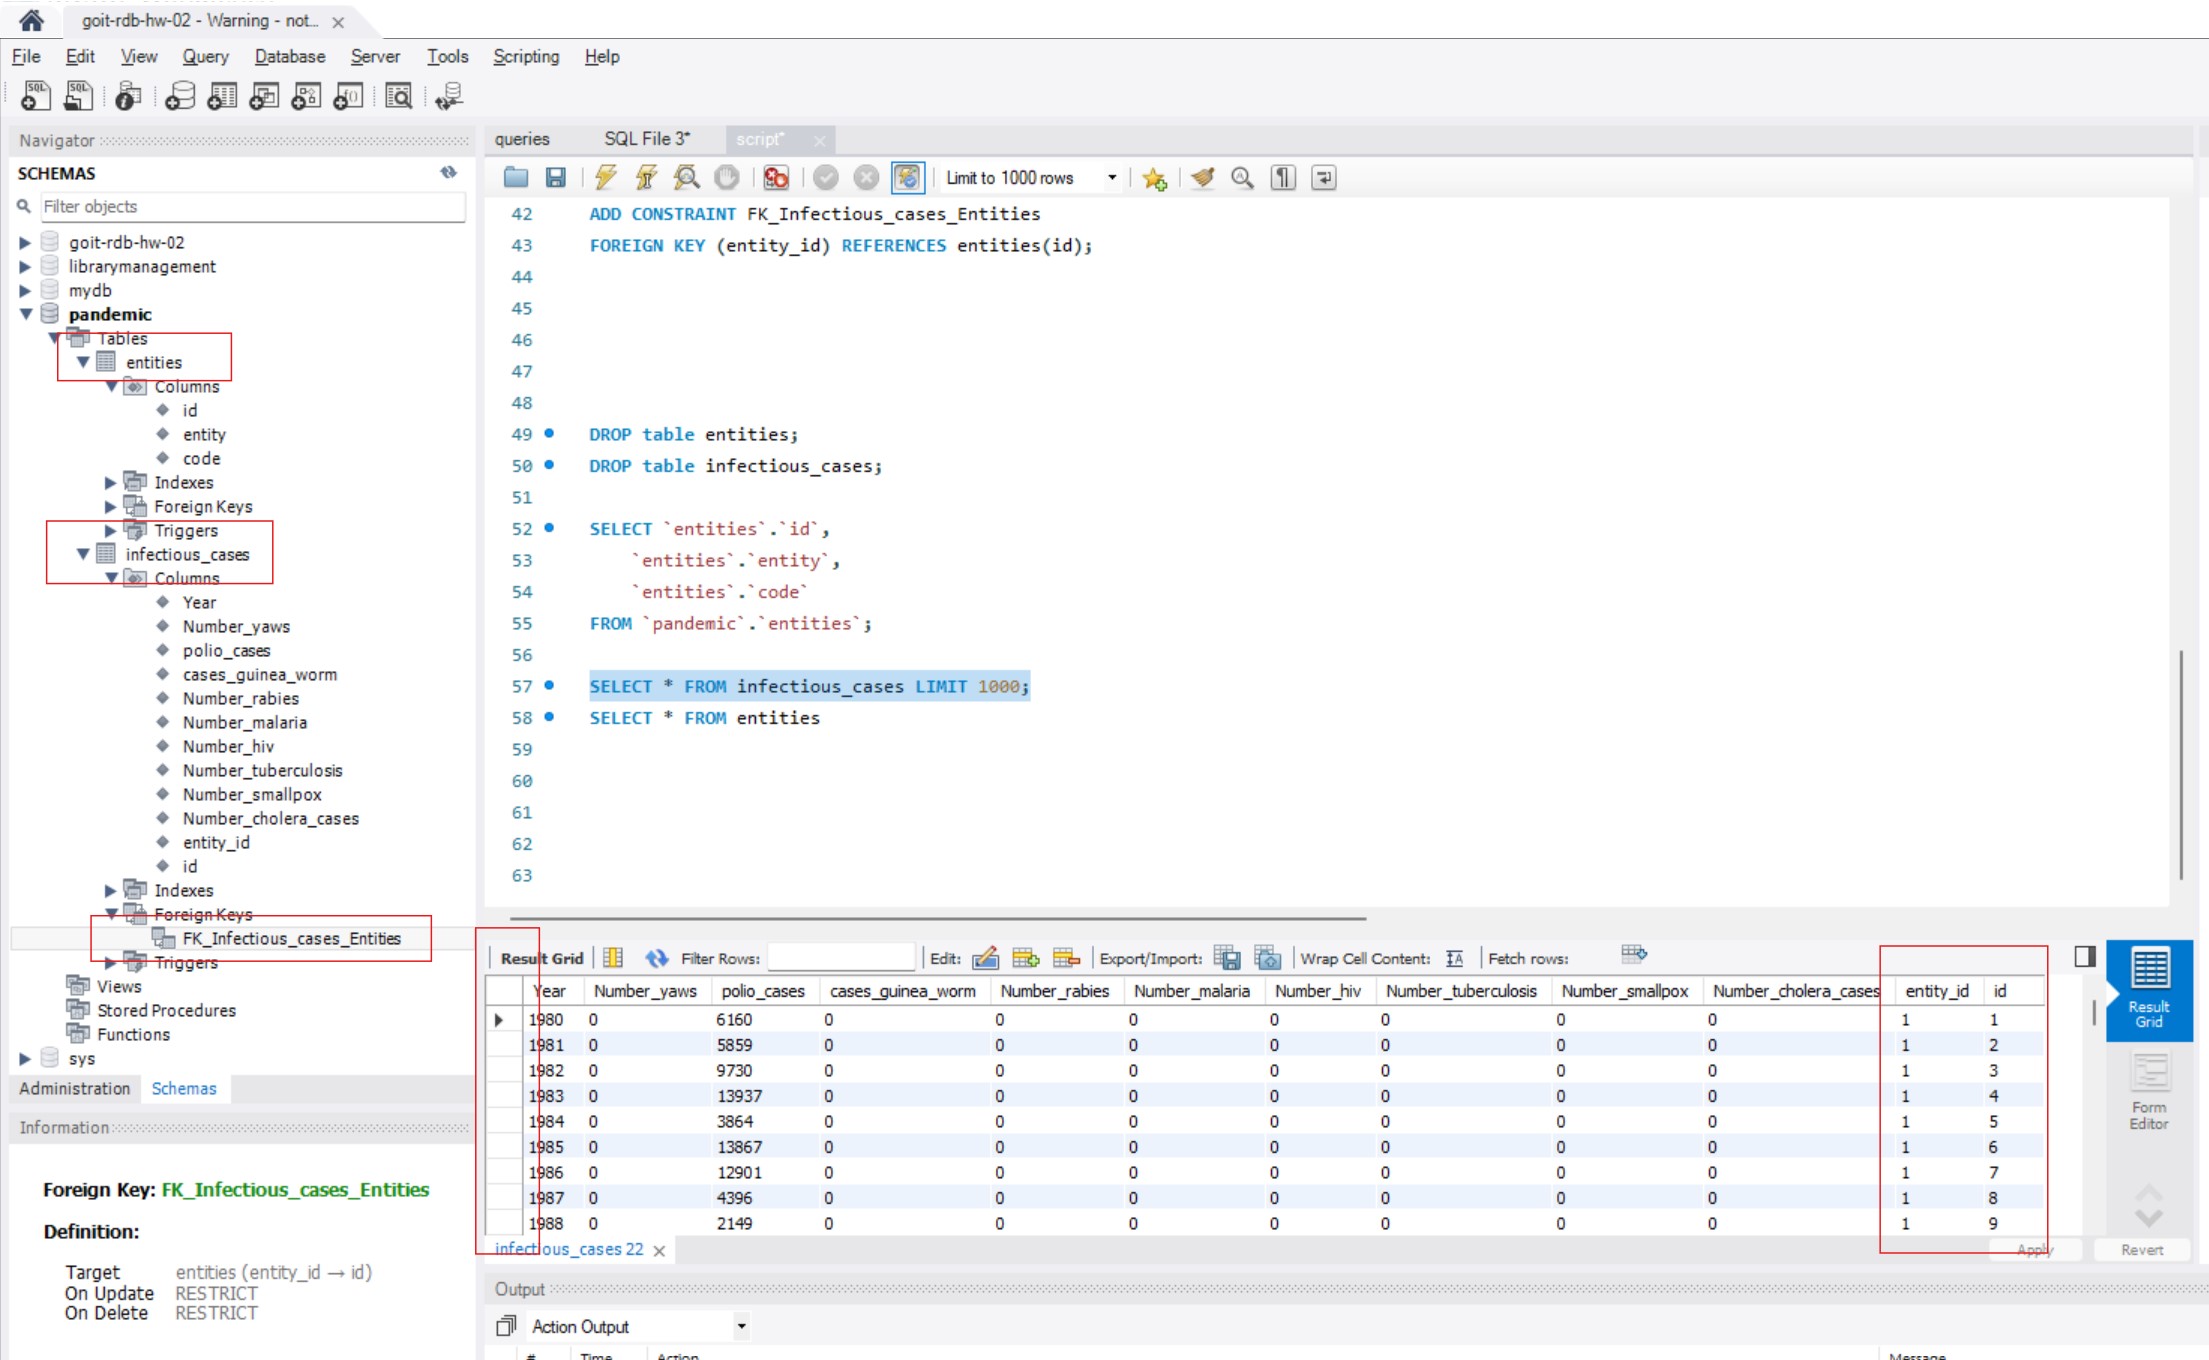 goit-rdb-hw-02 - Warning - not...
File Edit View Query Database Server Tools Scripting Help
Navigator
SCHEMAS
Filter objects
goit-rdb-hw-02
librarymanagement
mydb
pandemic
Tables
entities
Columns
id
entity
code
Indexes
Foreign Keys
Triggers
infectious_cases
Columns
Year
Number_yaws
polio_cases
cases_guinea_worm
Number_rabies
Number_malaria
Number_hiv
Number_tuberculosis
Number_smallpox
Number_cholera_cases
entity_id
id
Indexes
Foreign Keys
FK_Infectious_cases_Entities
Triggers
Views
Stored Procedures
Functions
sys
Administration Schemas
Information
Foreign Key: FK_Infectious_cases_Entities
Definition:
Target entities (entity_id → id)
On Update RESTRICT
On Delete RESTRICT
queries SQL File 3* script*
Limit to 1000 rows
42 ADD CONSTRAINT FK_Infectious_cases_Entities
43 FOREIGN KEY (entity_id) REFERENCES entities(id);
44
45
46
47
48
49 DROP table entities;
50 DROP table infectious_cases;
51
52 SELECT `entities`.`id`,
53 `entities`.`entity`,
54 `entities`.`code`
55 FROM `pandemic`.`entities`;
56
57 SELECT * FROM infectious_cases LIMIT 1000;
58 SELECT * FROM entities
59
60
61
62
63
Result Grid Filter Rows: Edit: Export/Import: Wrap Cell Content: Fetch rows:
Year Number_yaws polio_cases cases_guinea_worm Number_rabies Number_malaria Number_hiv Number_tuberculosis Number_smallpox Number_cholera_cases entity_id id
1980 0 6160 0 0 0 0 0 0 0 1 1
1981 0 5859 0 0 0 0 0 0 0 1 2
1982 0 9730 0 0 0 0 0 0 0 1 3
1983 0 13937 0 0 0 0 0 0 0 1 4
1984 0 3864 0 0 0 0 0 0 0 1 5
1985 0 13867 0 0 0 0 0 0 0 1 6
1986 0 12901 0 0 0 0 0 0 0 1 7
1987 0 4396 0 0 0 0 0 0 0 1 8
1988 0 2149 0 0 0 0 0 0 0 1 9
Result
Grid
Form
Editor
infectious_cases 22
Apply Revert
Output
Action Output
# Time Action Message